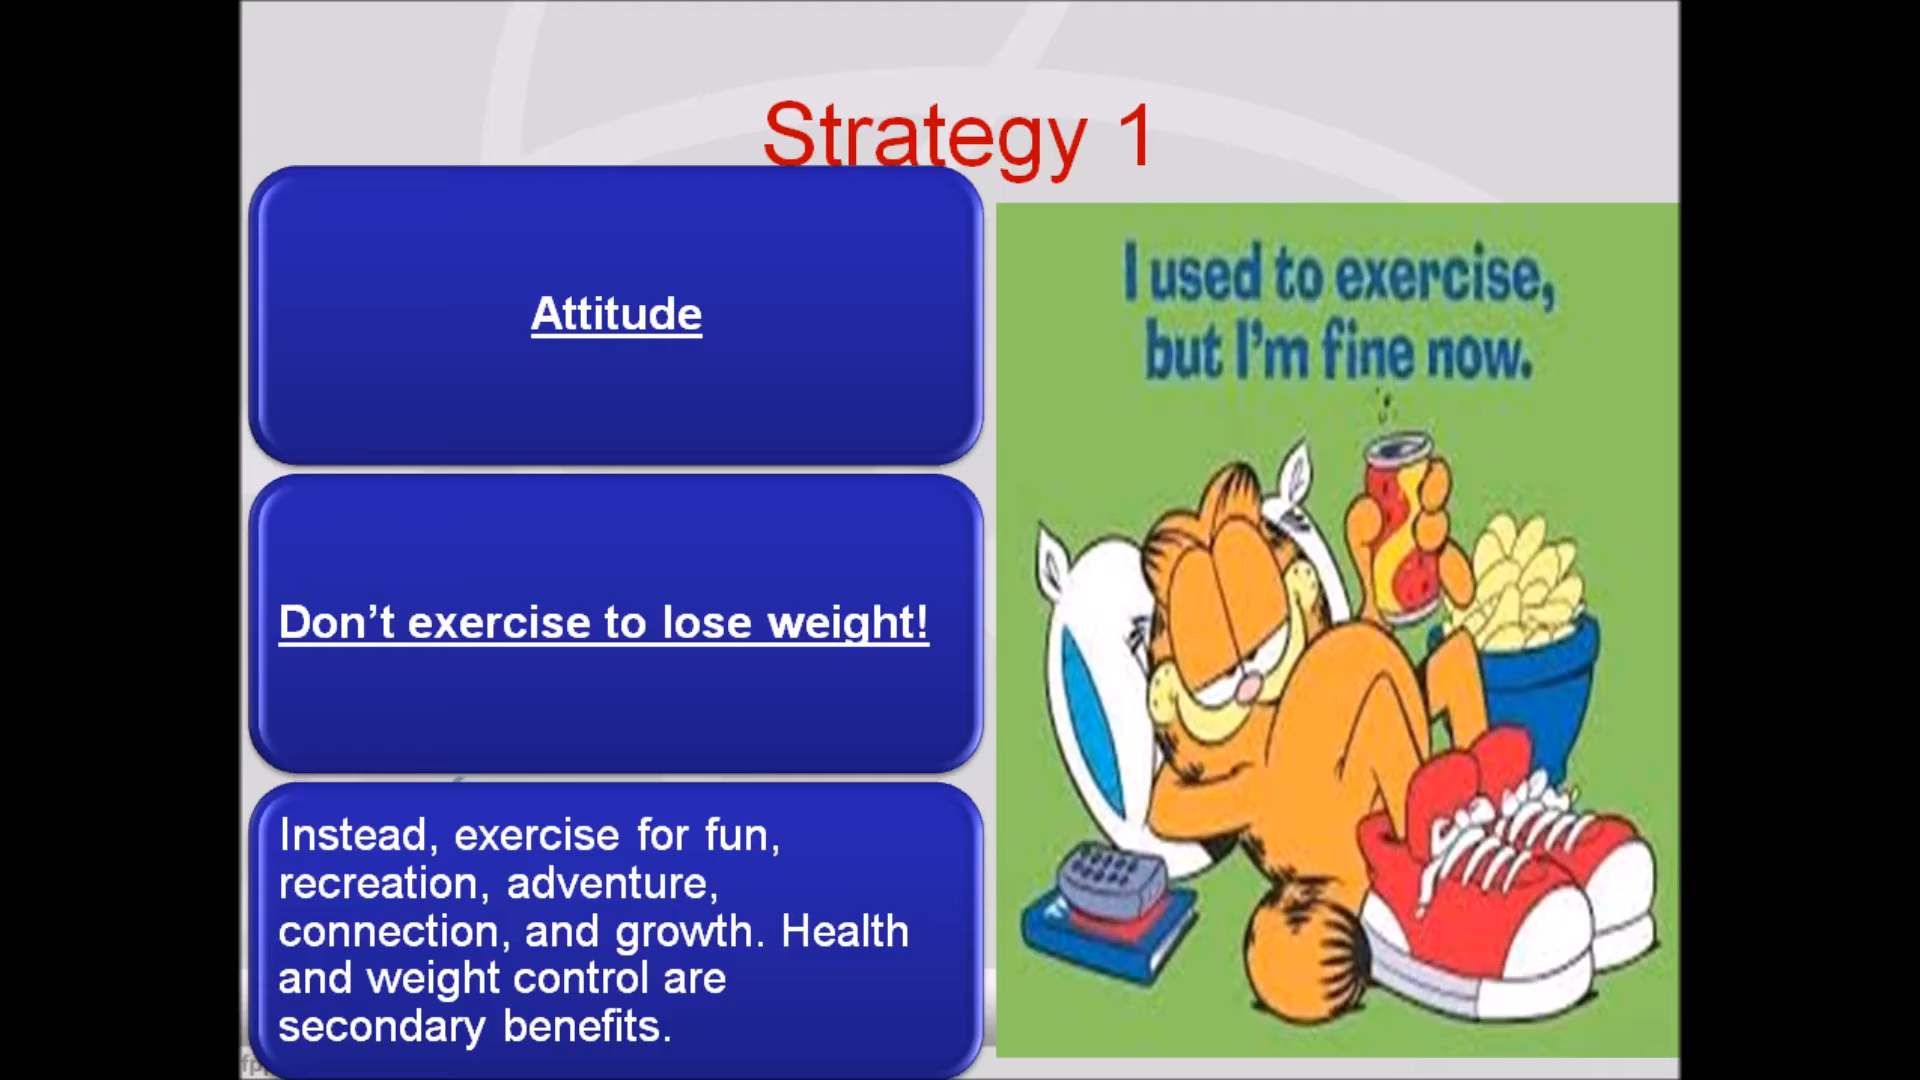 Strategy 1
Attitude
Don’t exercise to lose weight!
Instead, exercise for fun,
recreation, adventure,
connection, and growth. Health
and weight control are
secondary benefits.
I used to exercise,
but I’m fine now.